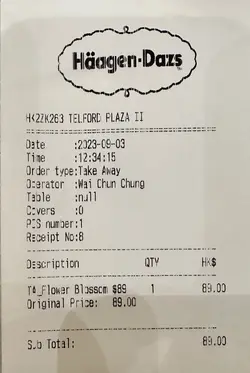 Häagen-Dazs
HK2ZK263 TELFORD PLAZA II
Date :2023-09-03
Time :12:34:15
Order type:Take Away
Operator :Wai Chun Chung
Table :null
Covers :0
POS number:1
Receipt No:8
Description QTY HK$
TA_Flower Blossom $89 1 89.00
Original Price: 89.00
Sub Total: 89.00